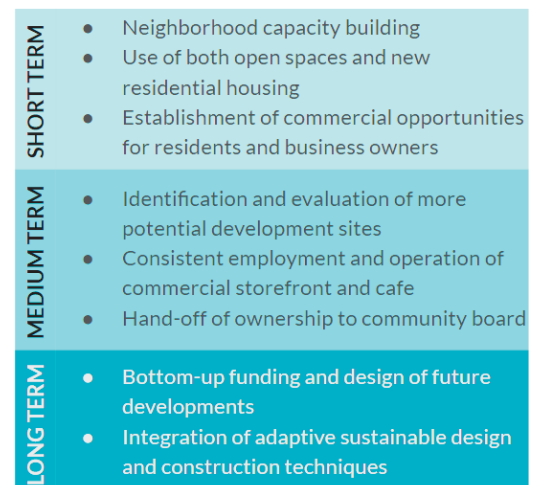 SHORT TERM
● Neighborhood capacity building
● Use of both open spaces and new
residential housing
● Establishment of commercial opportunities
for residents and business owners
MEDIUM TERM
● Identification and evaluation of more
potential development sites
● Consistent employment and operation of
commercial storefront and cafe
● Hand-off of ownership to community board
LONG TERM
● Bottom-up funding and design of future
developments
● Integration of adaptive sustainable design
and construction techniques